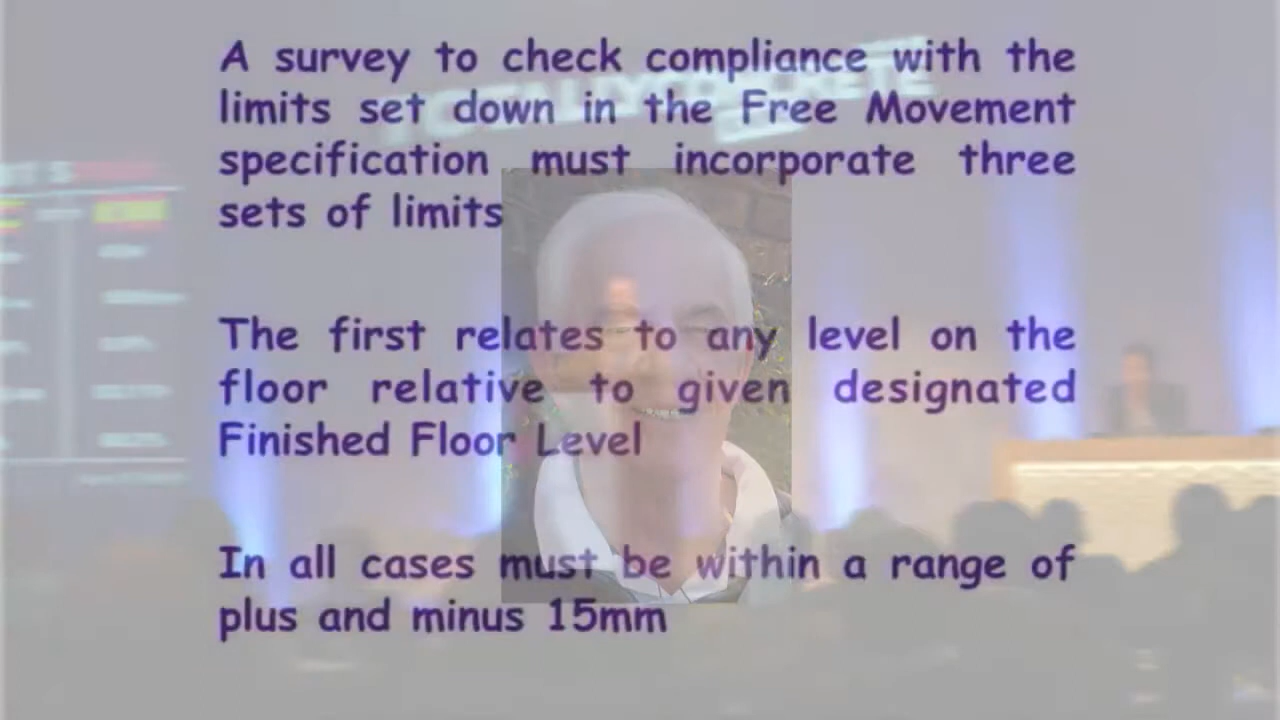 A survey to check compliance with the
limits set down in the Free Movement
specification must incorporate three
sets of limits
The first relates to any level on the
floor relative to given designated
Finished Floor Level
In all cases must be within a range of
plus and minus 15mm
TOTALLY CONCRETE